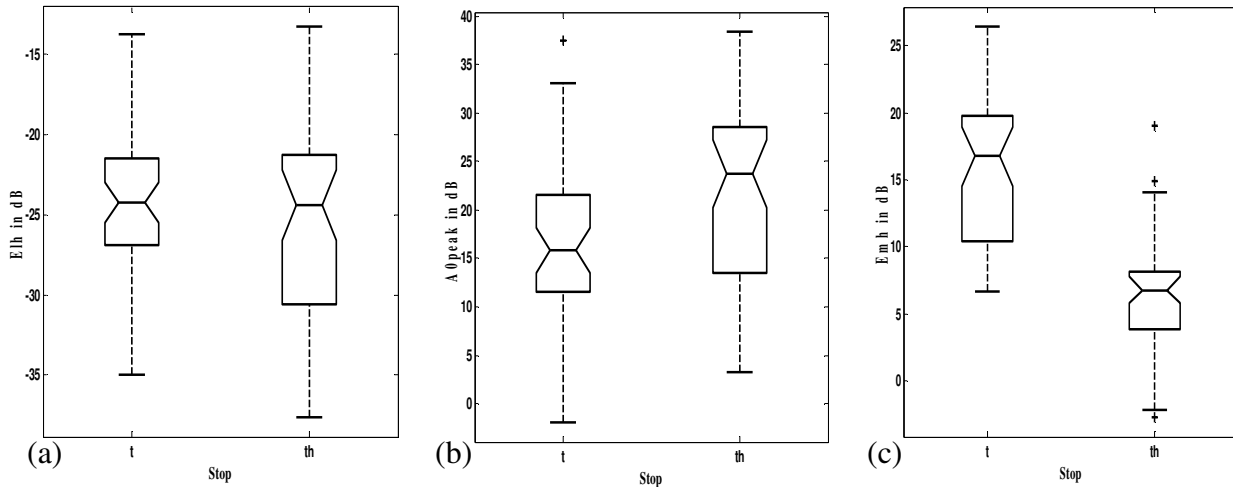 -15
-20
-25
-30
-35
Elh in dB
t
th
Stop
(a)
40
35
30
25
20
15
10
5
0
A0peak in dB
t
th
Stop
(b)
25
20
15
10
5
0
Emh in dB
t
th
Stop
(c)